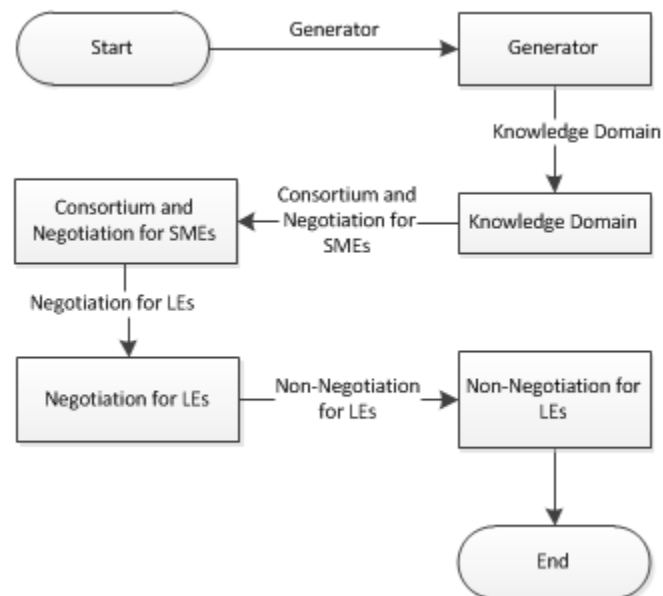 Start
Generator
Generator
Knowledge Domain
Knowledge Domain
Consortium and
Negotiation for
SMEs
Consortium and
Negotiation for SMEs
Negotiation for LEs
Negotiation for LEs
Non-Negotiation
for LEs
Non-Negotiation for
LEs
End